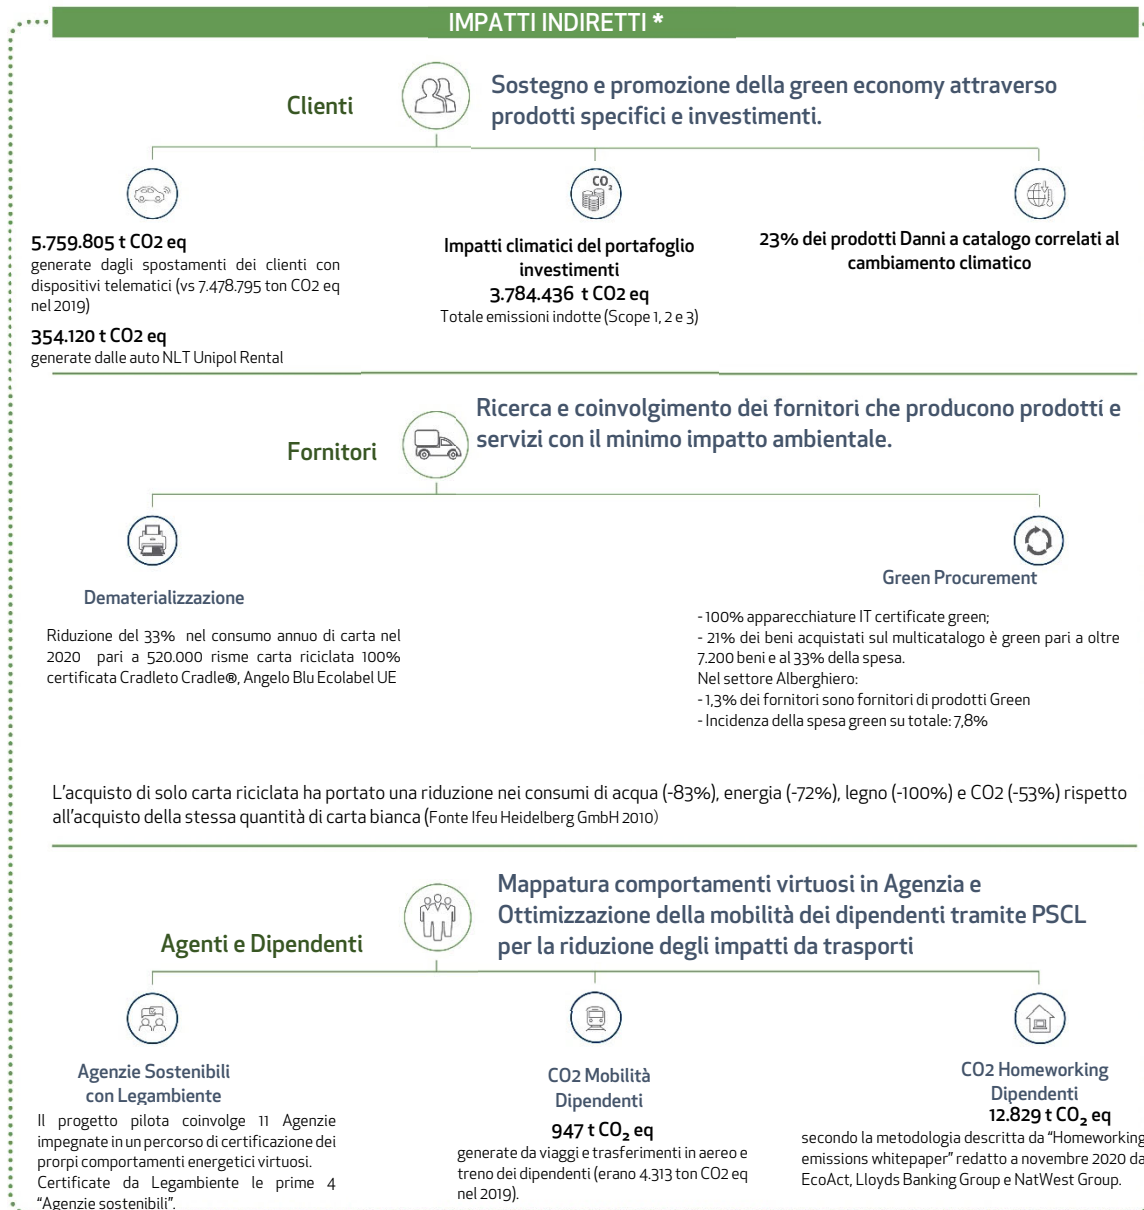 IMPATTI INDIRETTI *
Clienti
Sostegno e promozione della green economy attraverso
prodotti specifici e investimenti.
CO2
5.759.805 t CO2 eq
generate dagli spostamenti dei clienti con
dispositivi telematici (vs 7.478.795 ton CO2 eq
nel 2019)
354.120 t CO2 eq
generate dalle auto NLT Unipol Rental
Impatti climatici del portafoglio
investimenti
3.784.436 t CO2 eq
Totale emissioni indotte (Scope 1, 2 e 3)
23% dei prodotti Danni a catalogo correlati al
cambiamento climatico
Fornitori
Ricerca e coinvolgimento dei fornitori che producono prodotti e
servizi con il minimo impatto ambientale.
Dematerializzazione
Riduzione del 33% nel consumo annuo di carta nel
2020 pari a 520.000 risme carta riciclata 100%
certificata Cradleto Cradle®, Angelo Blu Ecolabel UE
Green Procurement
- 100% apparecchiature IT certificate green;
- 21% dei beni acquistati sul multicatalogo è green pari a oltre
7.200 beni e al 33% della spesa.
Nel settore Alberghiero:
- 1,3% dei fornitori sono fornitori di prodotti Green
- Incidenza della spesa green su totale: 7,8%
L'acquisto di solo carta riciclata ha portato una riduzione nei consumi di acqua (-83%), energia (-72%), legno (-100%) e CO2 (-53%) rispetto
all'acquisto della stessa quantità di carta bianca (Fonte Ifeu Heidelberg GmbH 2010)
Agenti e Dipendenti
Mappatura comportamenti virtuosi in Agenzia e
Ottimizzazione della mobilità dei dipendenti tramite PSCL
per la riduzione degli impatti da trasporti
Agenzie Sostenibili
con Legambiente
Il progetto pilota coinvolge 11 Agenzie
impegnate in un percorso di certificazione dei
prorpi comportamenti energetici virtuosi.
Certificate da Legambiente le prime 4
"Agenzie sostenibili".
CO2 Mobilità
Dipendenti
947 t CO₂ eq
generate da viaggi e trasferimenti in aereo e
treno dei dipendenti (erano 4.313 ton CO2 eq
nel 2019).
CO2 Homeworking
Dipendenti
12.829 t CO₂ eq
secondo la metodologia descritta da "Homeworking
emissions whitepaper" redatto a novembre 2020 da
EcoAct, Lloyds Banking Group e NatWest Group.